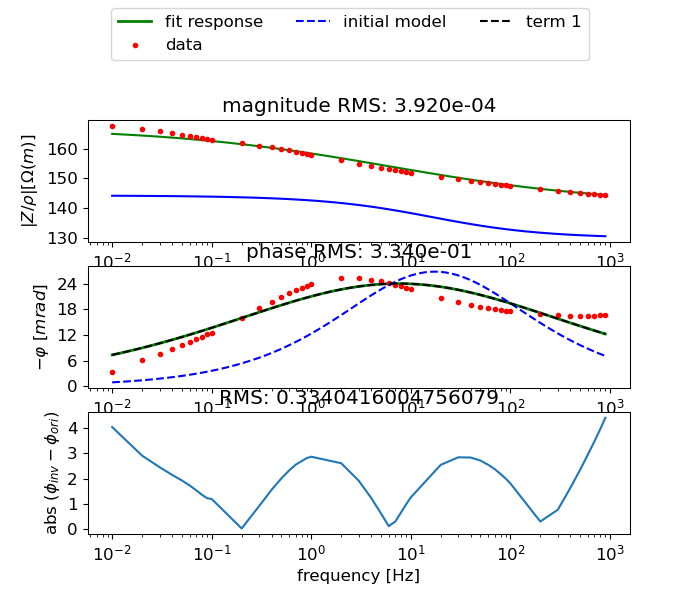 fit response initial model term 1
data
magnitude RMS: 3.920e-04
|Z/ρ|[Ω(m)]
160
150
140
130
10⁻² 10⁻¹ 10⁰ 10¹ 10² 10³
phase RMS: 3.340e-01
-φ [mrad]
24
18
12
6
0
10⁻² 10⁻¹ 10⁰ 10¹ 10² 10³
RMS: 0.3340416004756079
abs (ϕinv − ϕori)
4
3
2
1
0
10⁻² 10⁻¹ 10⁰ 10¹ 10² 10³
frequency [Hz]